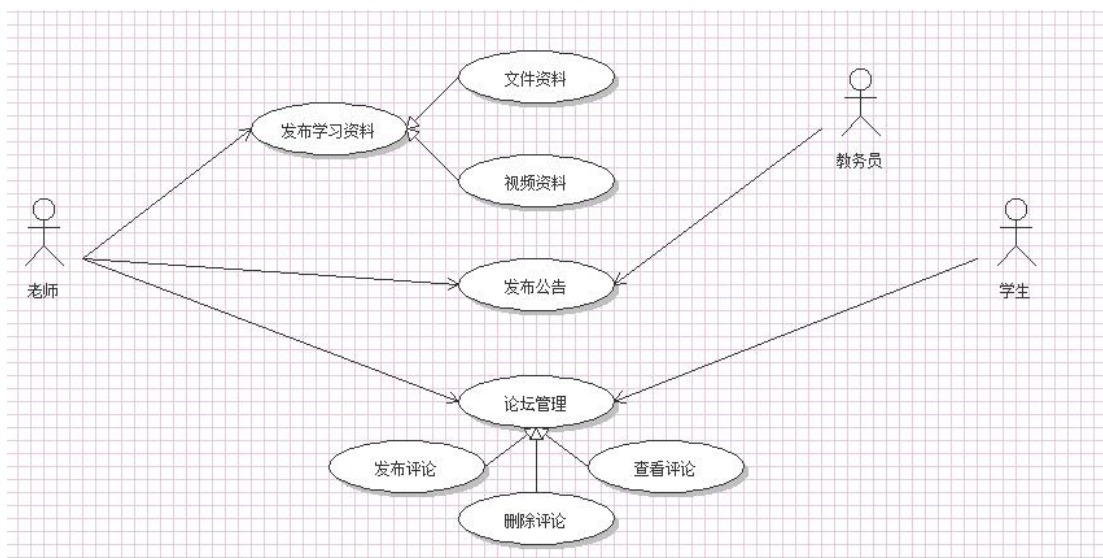 文件资料
发布学习资料
教务员
视频资料
老师
发布公告
学生
论坛管理
发布评论
查看评论
删除评论